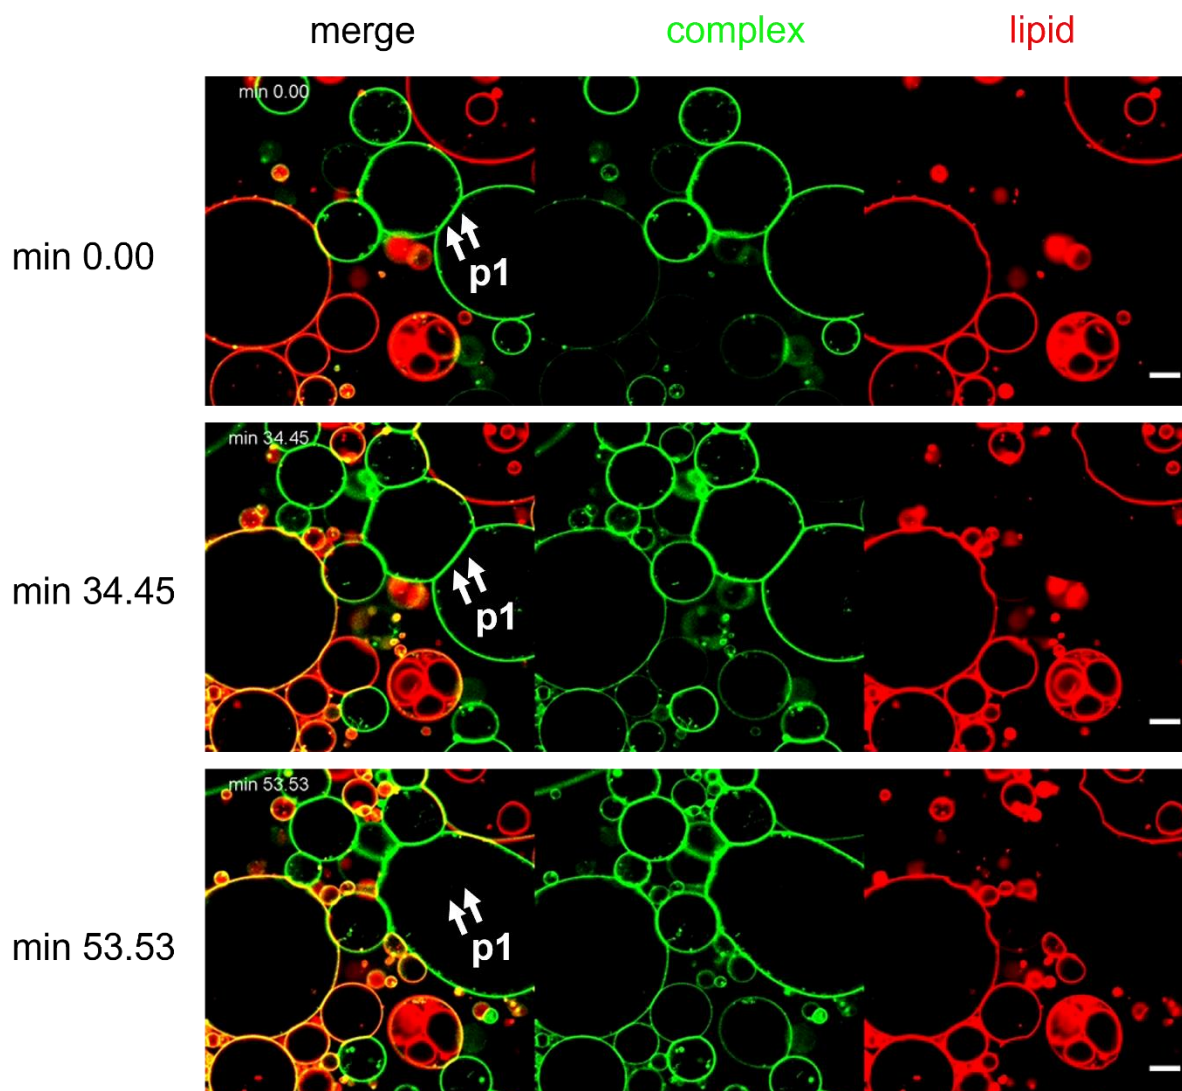 merge complex lipid
min 0.00
min 0.00
p1
min 34.45
min 34.45
p1
min 53.53
min 53.53
p1